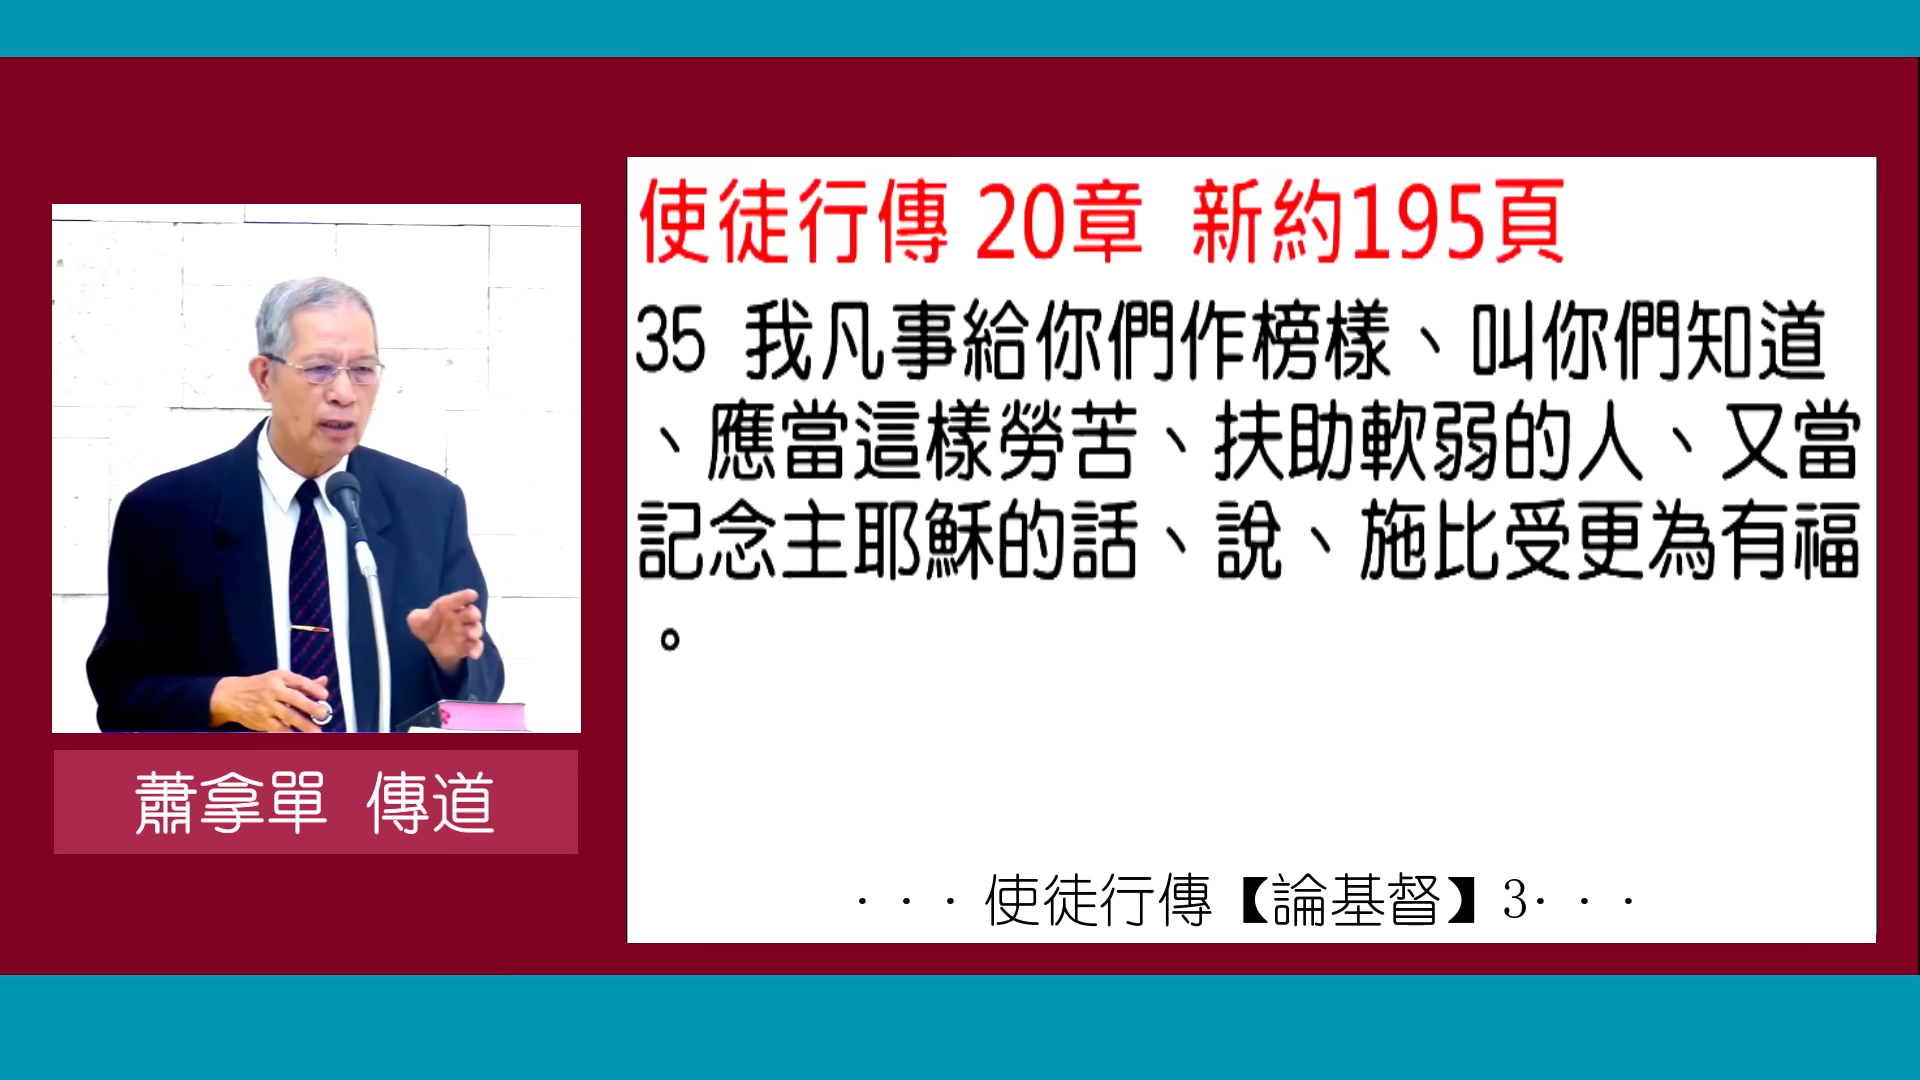 使徒行傳 20章 新約195頁
35 我凡事給你們作榜樣、叫你們知道
、應當這樣勞苦、扶助軟弱的人、又當
記念主耶穌的話、說、施比受更為有福
。
蕭拿單 傳道
···使徒行傳【論基督】3···